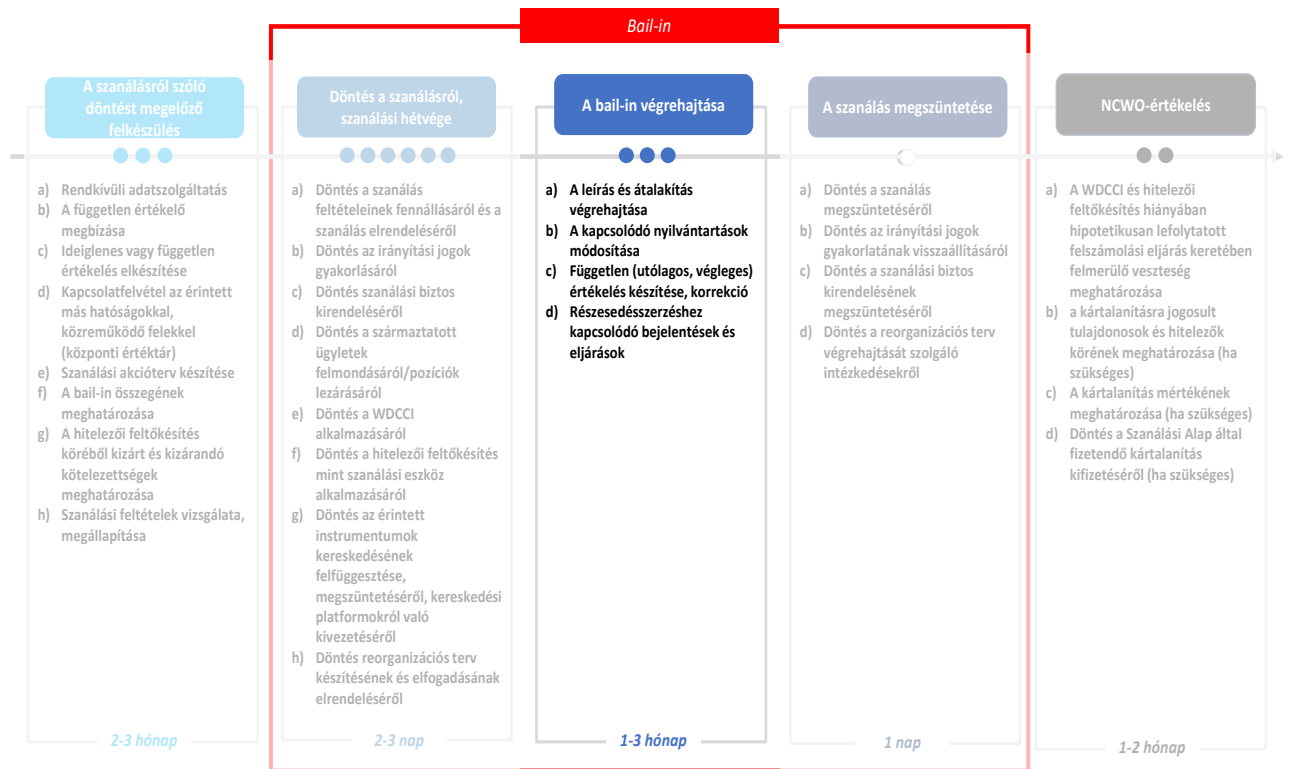 Bail-in
A szanálásról szóló
döntést megelőző
felkészülés
a) Rendkívüli adatszolgáltatás
b) A független értékelő
megbízása
c) Ideiglenes vagy független
értékelés elkészítése
d) Kapcsolatfelvétel az érintett
más hatóságokkal,
közreműködő felekkel
(központi értéktár)
e) Szanálási akcióterv készítése
f) A bail-in összegének
meghatározása
g) A hitelezői feltőkésítés
köréből kizárt és kizárandó
kötelezettségek
meghatározása
h) Szanálási feltételek vizsgálata,
megállapítása
2-3 hónap
Döntés a szanálásról,
szanálási hétvége
a) Döntés a szanálás
feltételeinek fennállásáról és a
szanálás elrendeléséről
b) Döntés az irányítási jogok
gyakorlásáról
c) Döntés szanálási biztos
kirendeléséről
d) Döntés a származtatott
ügyletek
felmondásáról/pozíciók
lezárásáról
e) Döntés a WDCCI
alkalmazásáról
f) Döntés a hitelezői feltőkésítés
mint szanálási eszköz
alkalmazásáról
g) Döntés az érintett
instrumentumok
kereskedésének
felfüggesztése,
megszüntetéséről, kereskedési
platformokról való
kivezetéséről
h) Döntés reorganizációs terv
készítésének és elfogadásának
elrendeléséről
2-3 nap
A bail-in végrehajtása
a) A leírás és átalakítás
végrehajtása
b) A kapcsolódó nyilvántartások
módosítása
c) Független (utólagos, végleges)
értékelés készítése, korrekció
d) Részesedésszerzéshez
kapcsolódó bejelentések és
eljárások
1-3 hónap
A szanálás megszüntetése
a) Döntés a szanálás
megszüntetéséről
b) Döntés az irányítási jogok
gyakorlatának visszaállításáról
c) Döntés a szanálási biztos
kirendelésének
megszüntetéséről
d) Döntés a reorganizációs terv
végrehajtását szolgáló
intézkedésekről
1 nap
NCWO-értékelés
a) A WDCCI és hitelezői
feltőkésítés hiányában
hipotetikusan lefolytatott
felszámolási eljárás keretében
felmerülő veszteség
meghatározása
b) a kártalanításra jogosult
tulajdonosok és hitelezők
körének meghatározása (ha
szükséges)
c) A kártalanítás mértékének
meghatározása (ha szükséges)
d) Döntés a Szanálási Alap által
fizetendő kártalanítás
kifizetéséről (ha szükséges)
1-2 hónap